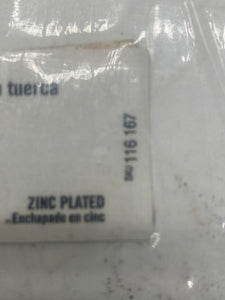 tuerca
SKU 116 167
ZINC PLATED
- Enchapado en cinc